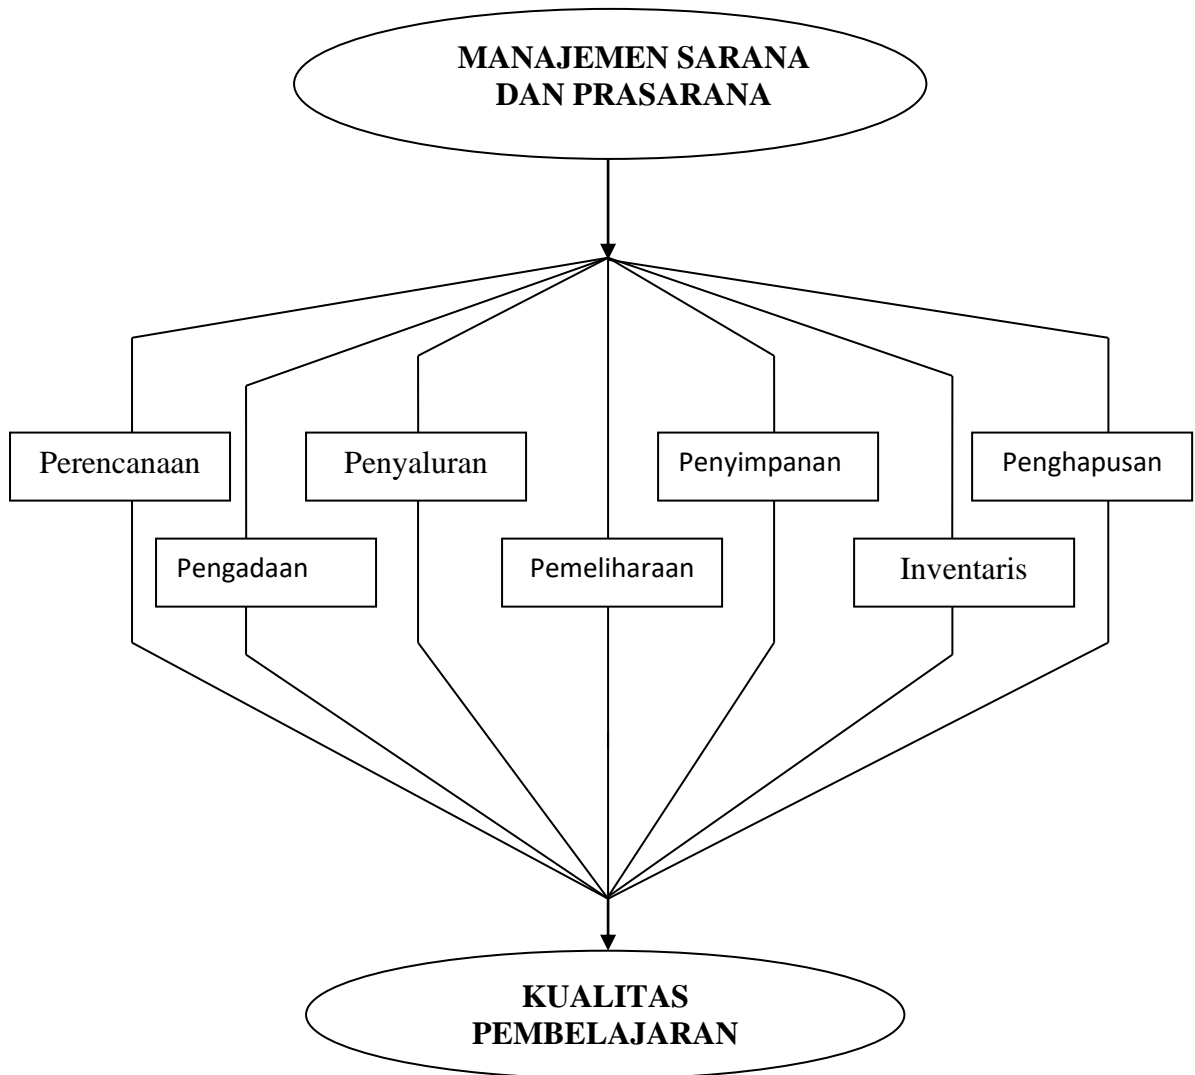 MANAJEMEN SARANA
DAN PRASARANA
Perencanaan
Penyaluran
Penyimpanan
Penghapusan
Pengadaan
Pemeliharaan
Inventaris
KUALITAS
PEMBELAJARAN